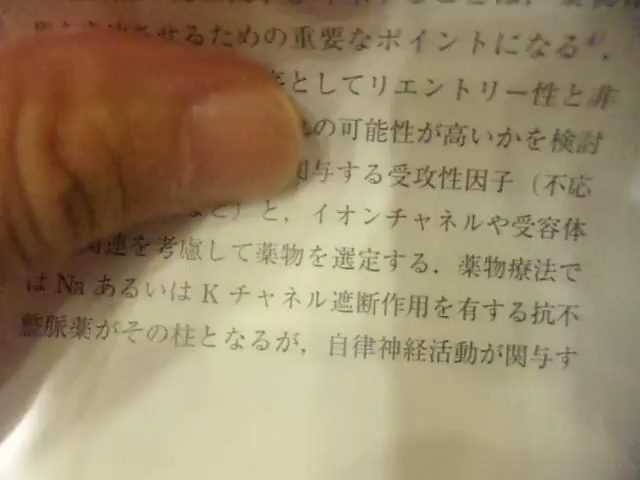 るための重要なポイントになる4).
としてリエントリー性と非
の可能性が高いかを検討
与する受攻性因子(不応
など)と,イオンチャネルや受容体
関連を考慮して薬物を選定する.薬物療法で
は Na あるいは K チャネル遮断作用を有する抗不
整脈薬がその柱となるが,自律神経活動が関与す